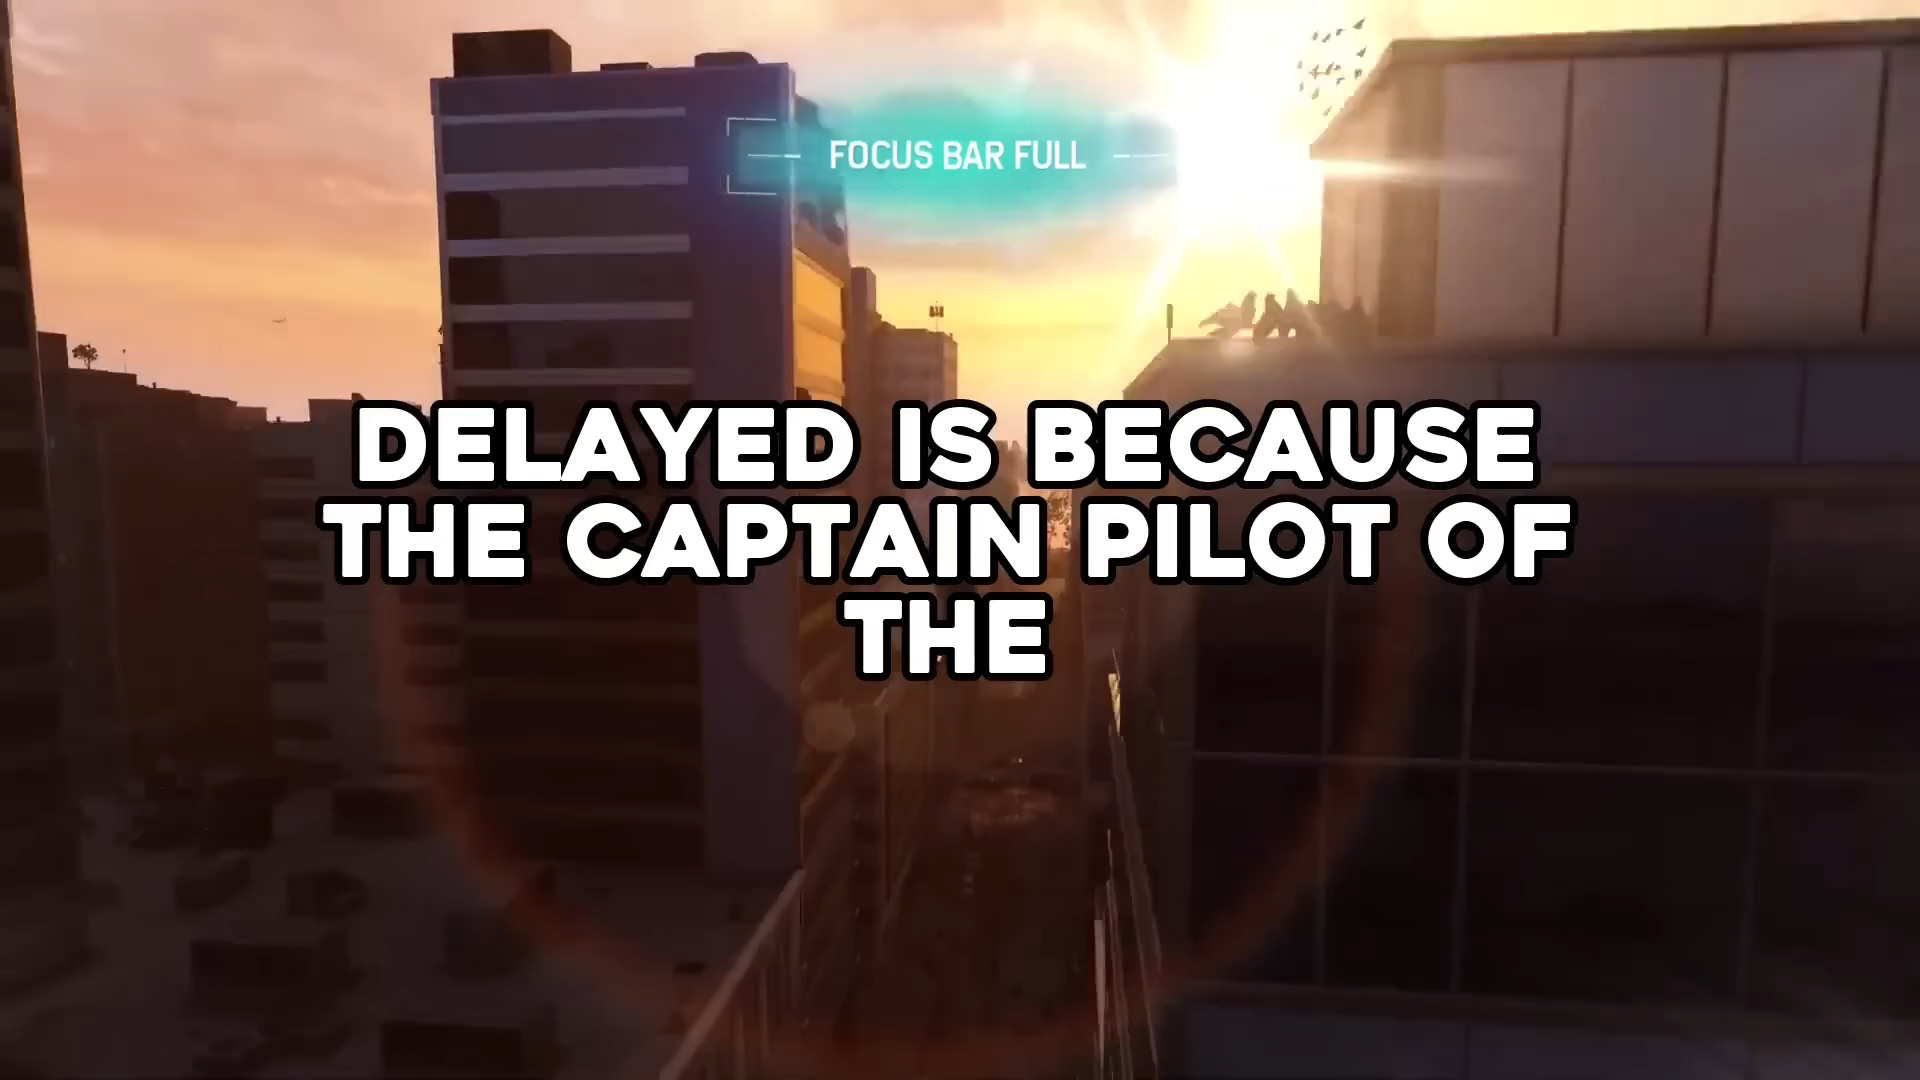 FOCUS BAR FULL
DELAYED IS BECAUSE
THE CAPTAIN PILOT OF
THE